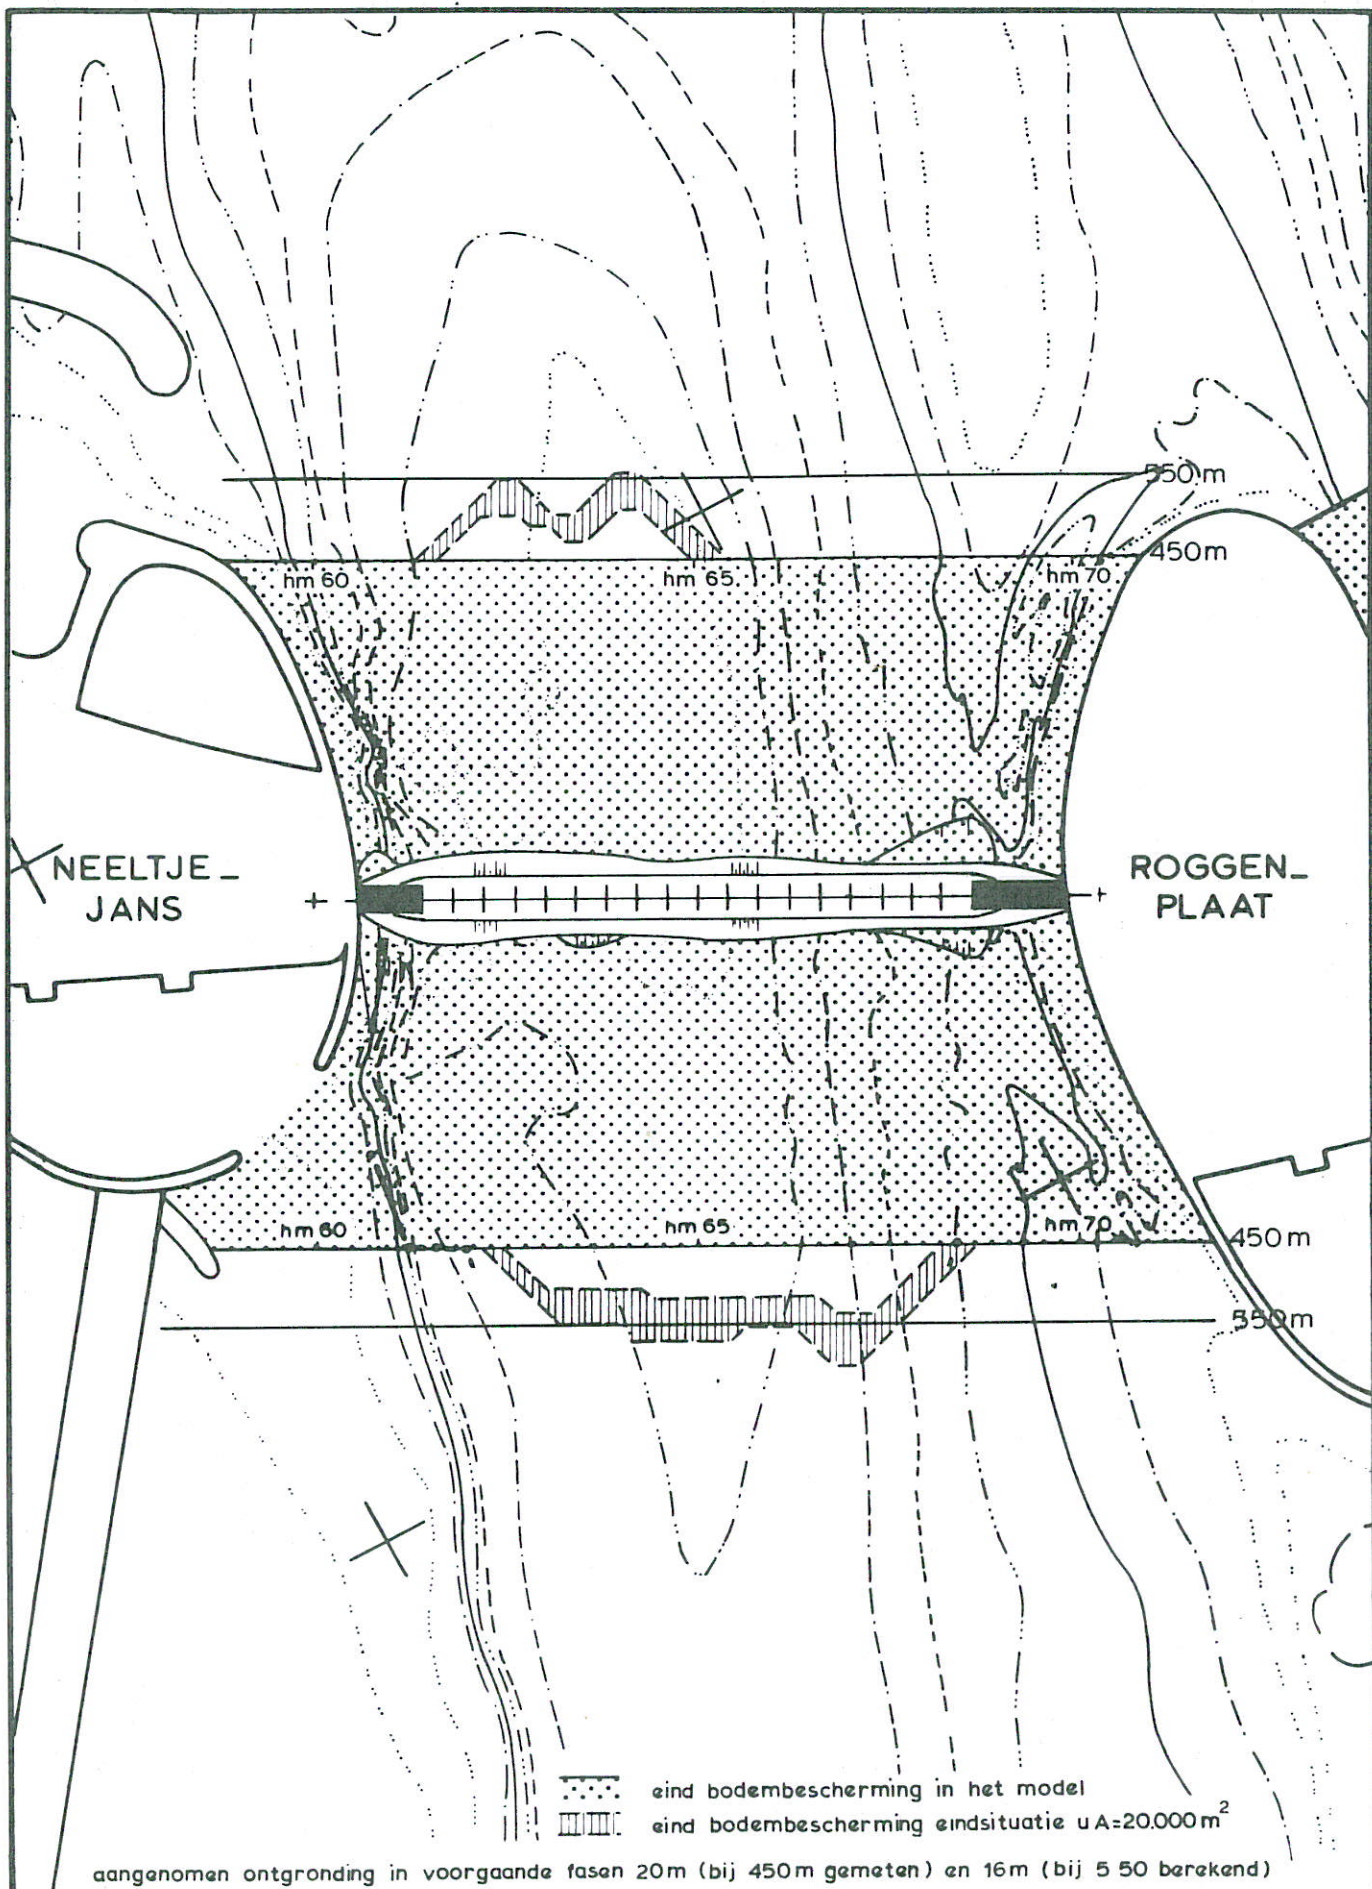 550m
450m
hm 60
hm 65
hm 70
NEELTJE_
JANS
ROGGEN_
PLAAT
hm 60
hm 65
hm 70
450m
550m
eind bodembescherming in het model
eind bodembescherming eindsituatie u A=20.000 m²
aangenomen ontgronding in voorgaande fasen 20m (bij 450m gemeten) en 16m (bij 5 50 berekend)